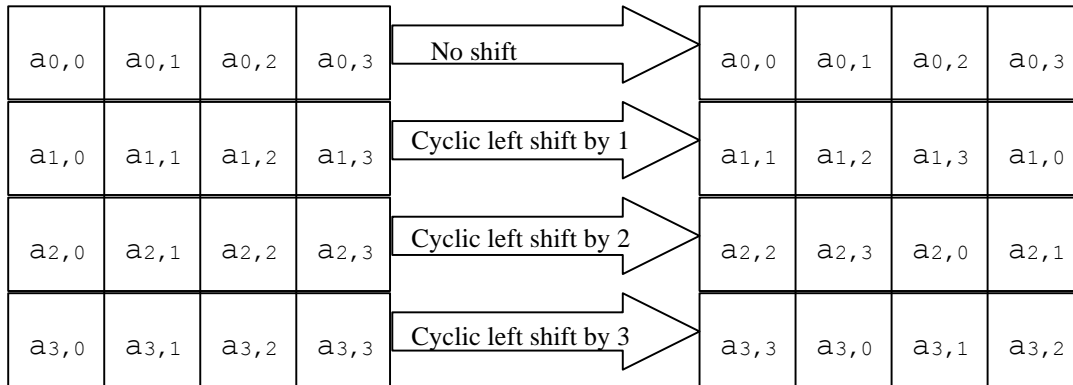 a0,0 a0,1 a0,2 a0,3 No shift a0,0 a0,1 a0,2 a0,3
a1,0 a1,1 a1,2 a1,3 Cyclic left shift by 1 a1,1 a1,2 a1,3 a1,0
a2,0 a2,1 a2,2 a2,3 Cyclic left shift by 2 a2,2 a2,3 a2,0 a2,1
a3,0 a3,1 a3,2 a3,3 Cyclic left shift by 3 a3,3 a3,0 a3,1 a3,2